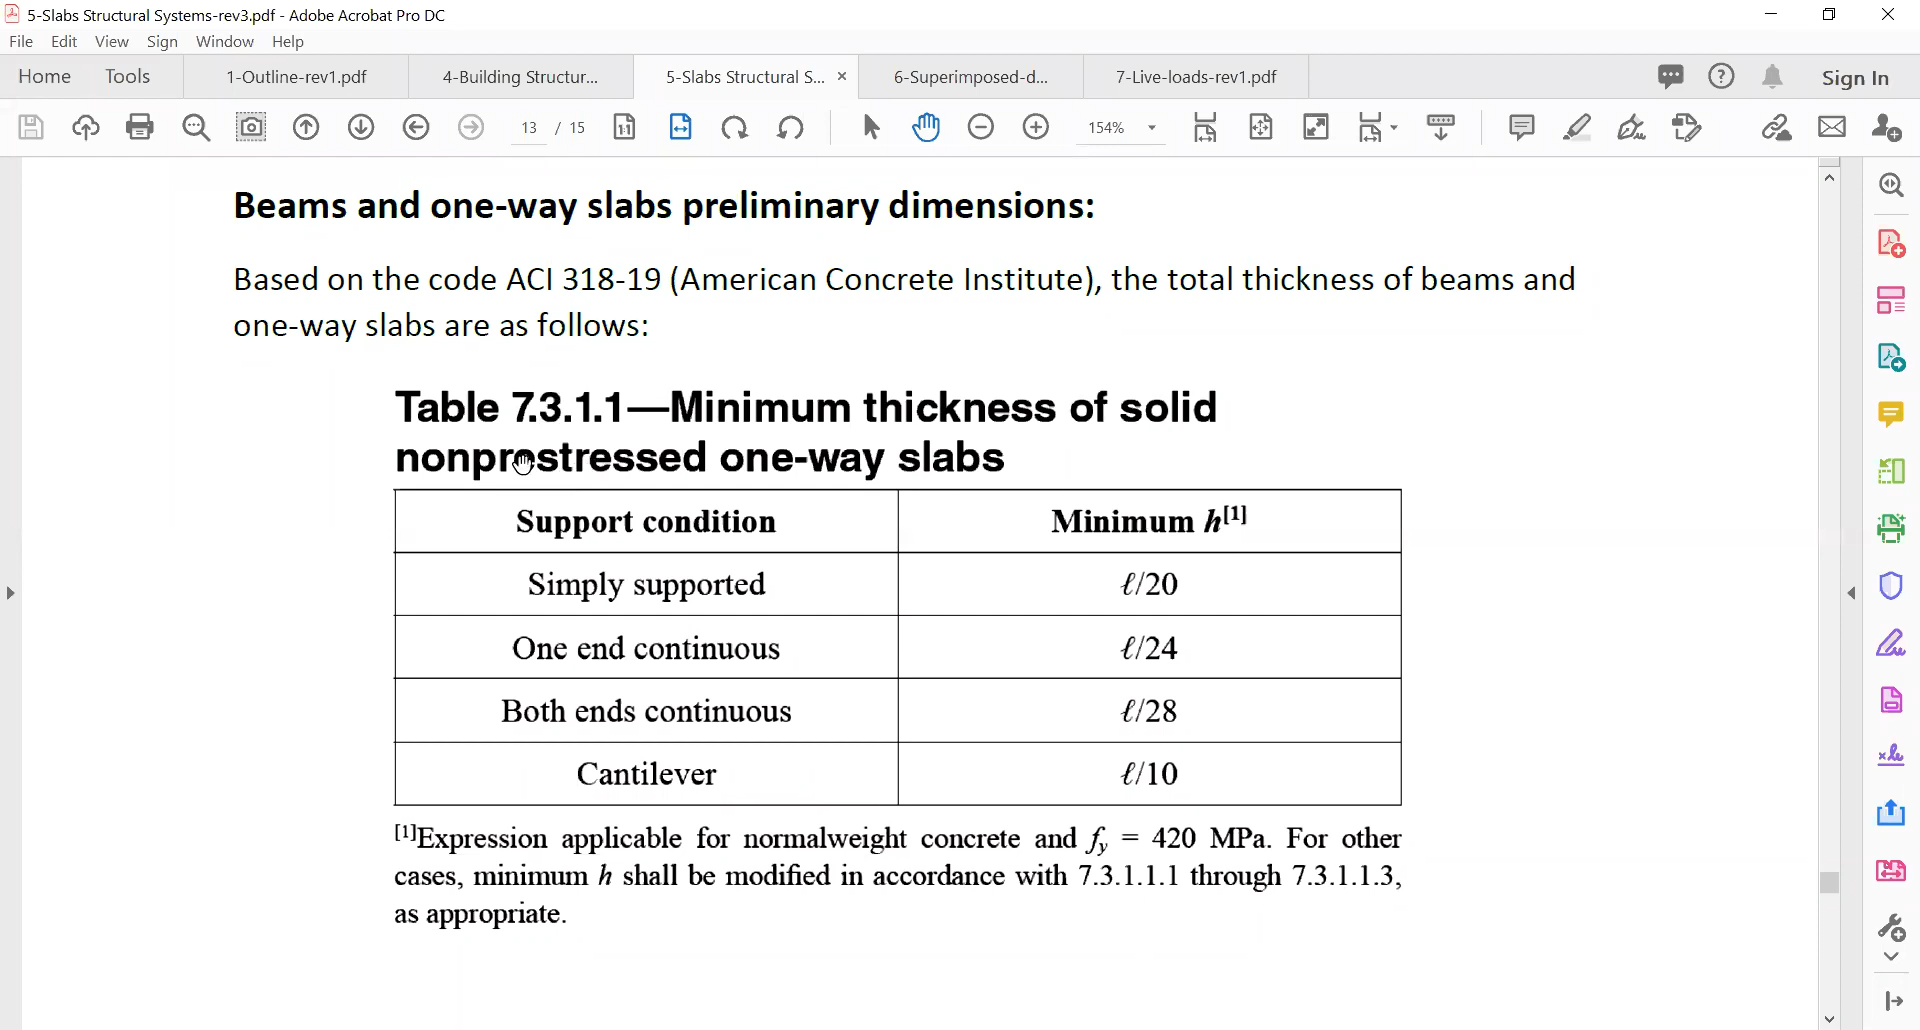 5-Slabs Structural Systems-rev3.pdf - Adobe Acrobat Pro DC
File Edit View Sign Window Help
Home Tools 1-Outline-rev1.pdf 4-Building Structur... 5-Slabs Structural S... × 6-Superimposed-d... 7-Live-loads-rev1.pdf Sign In
13 / 15 154%
Beams and one-way slabs preliminary dimensions:
Based on the code ACI 318-19 (American Concrete Institute), the total thickness of beams and
one-way slabs are as follows:
Table 7.3.1.1—Minimum thickness of solid
nonprestressed one-way slabs
Support condition Minimum h[1]
Simply supported ℓ/20
One end continuous ℓ/24
Both ends continuous ℓ/28
Cantilever ℓ/10
[1]Expression applicable for normalweight concrete and fy = 420 MPa. For other
cases, minimum h shall be modified in accordance with 7.3.1.1.1 through 7.3.1.1.3,
as appropriate.